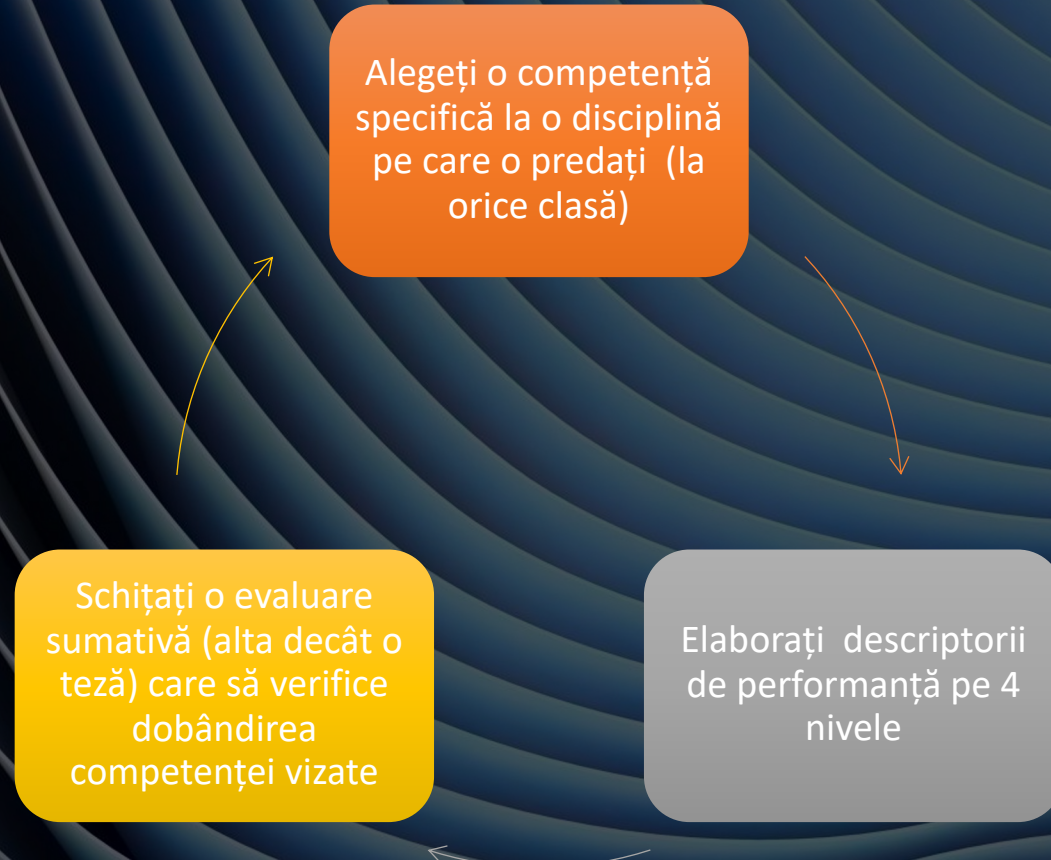 Alegeți o competență
specifică la o disciplină
pe care o predați  (la
orice clasă)
Elaborați  descriptorii
de performanță pe 4
nivele
Schițați o evaluare
sumativă (alta decât o
teză) care să verifice
dobândirea
competenței vizate